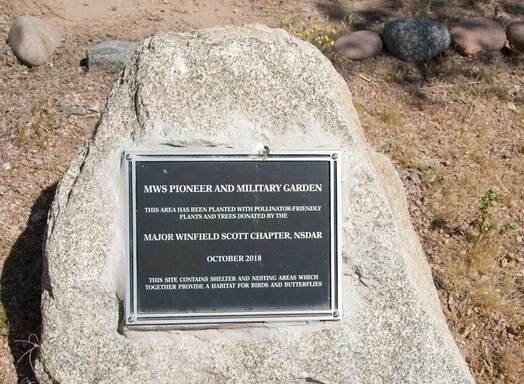 MWS PIONEER AND MILITARY GARDEN
THIS AREA HAS BEEN PLANTED WITH POLLINATOR-FRIENDLY
PLANTS AND TREES DONATED BY THE
MAJOR WINFIELD SCOTT CHAPTER, NSDAR
OCTOBER 2018
THIS SITE CONTAINS SHELTER AND NESTING AREAS WHICH
TOGETHER PROVIDE A HABITAT FOR BIRDS AND BUTTERFLIES